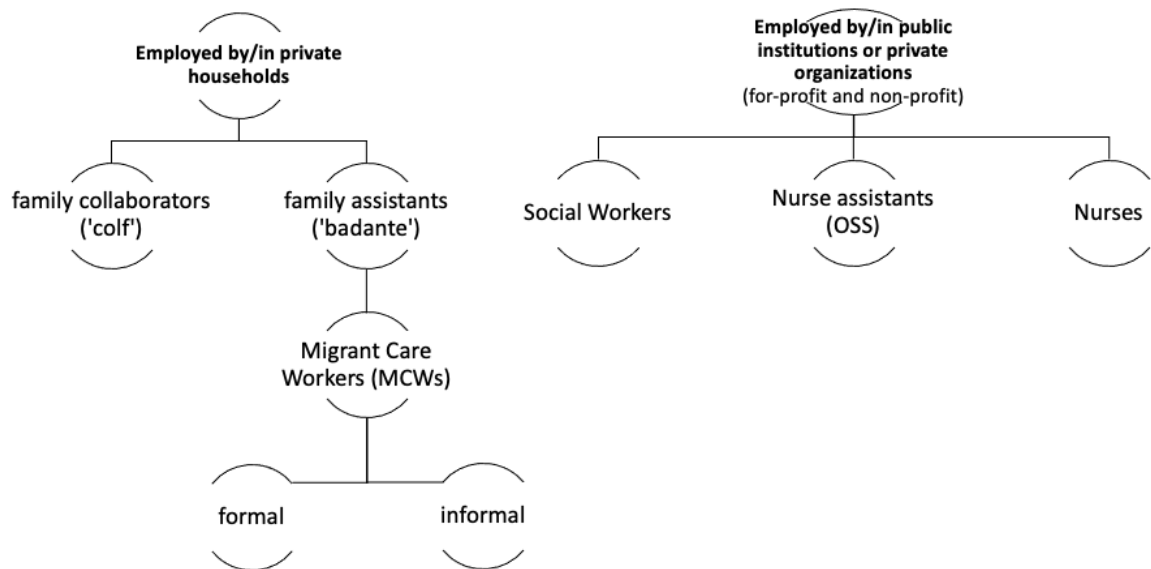 Employed by/in private
households
Employed by/in public
institutions or private
organizations
(for-profit and non-profit)
family collaborators
('colf')
family assistants
('badante')
Social Workers
Nurse assistants
(OSS)
Nurses
Migrant Care
Workers (MCWs)
formal
informal